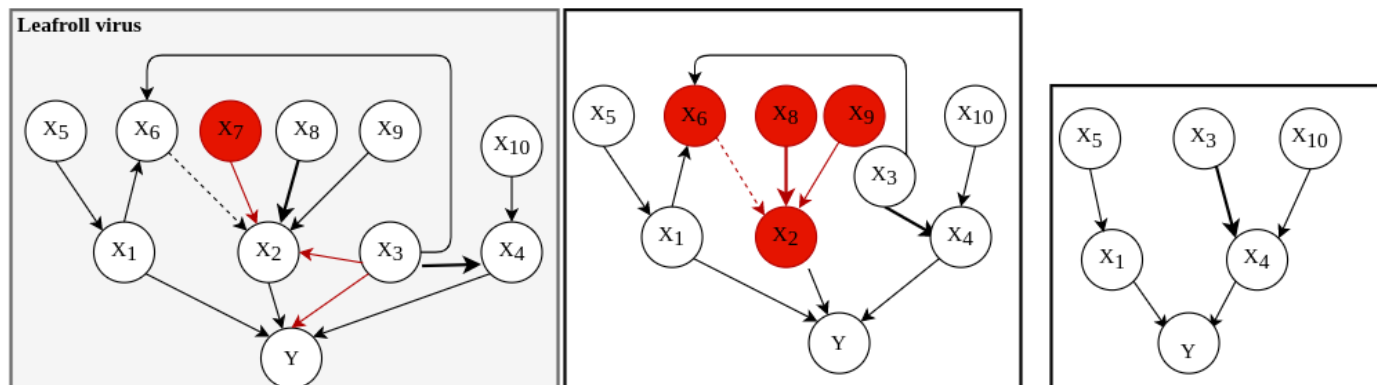 Leafroll virus
X5 X6 X7 X8 X9 X10
X1 X2 X3 X4
Y
X5 X6 X8 X9 X10
X3
X1 X2 X4
Y
X5 X3 X10
X1 X4
Y